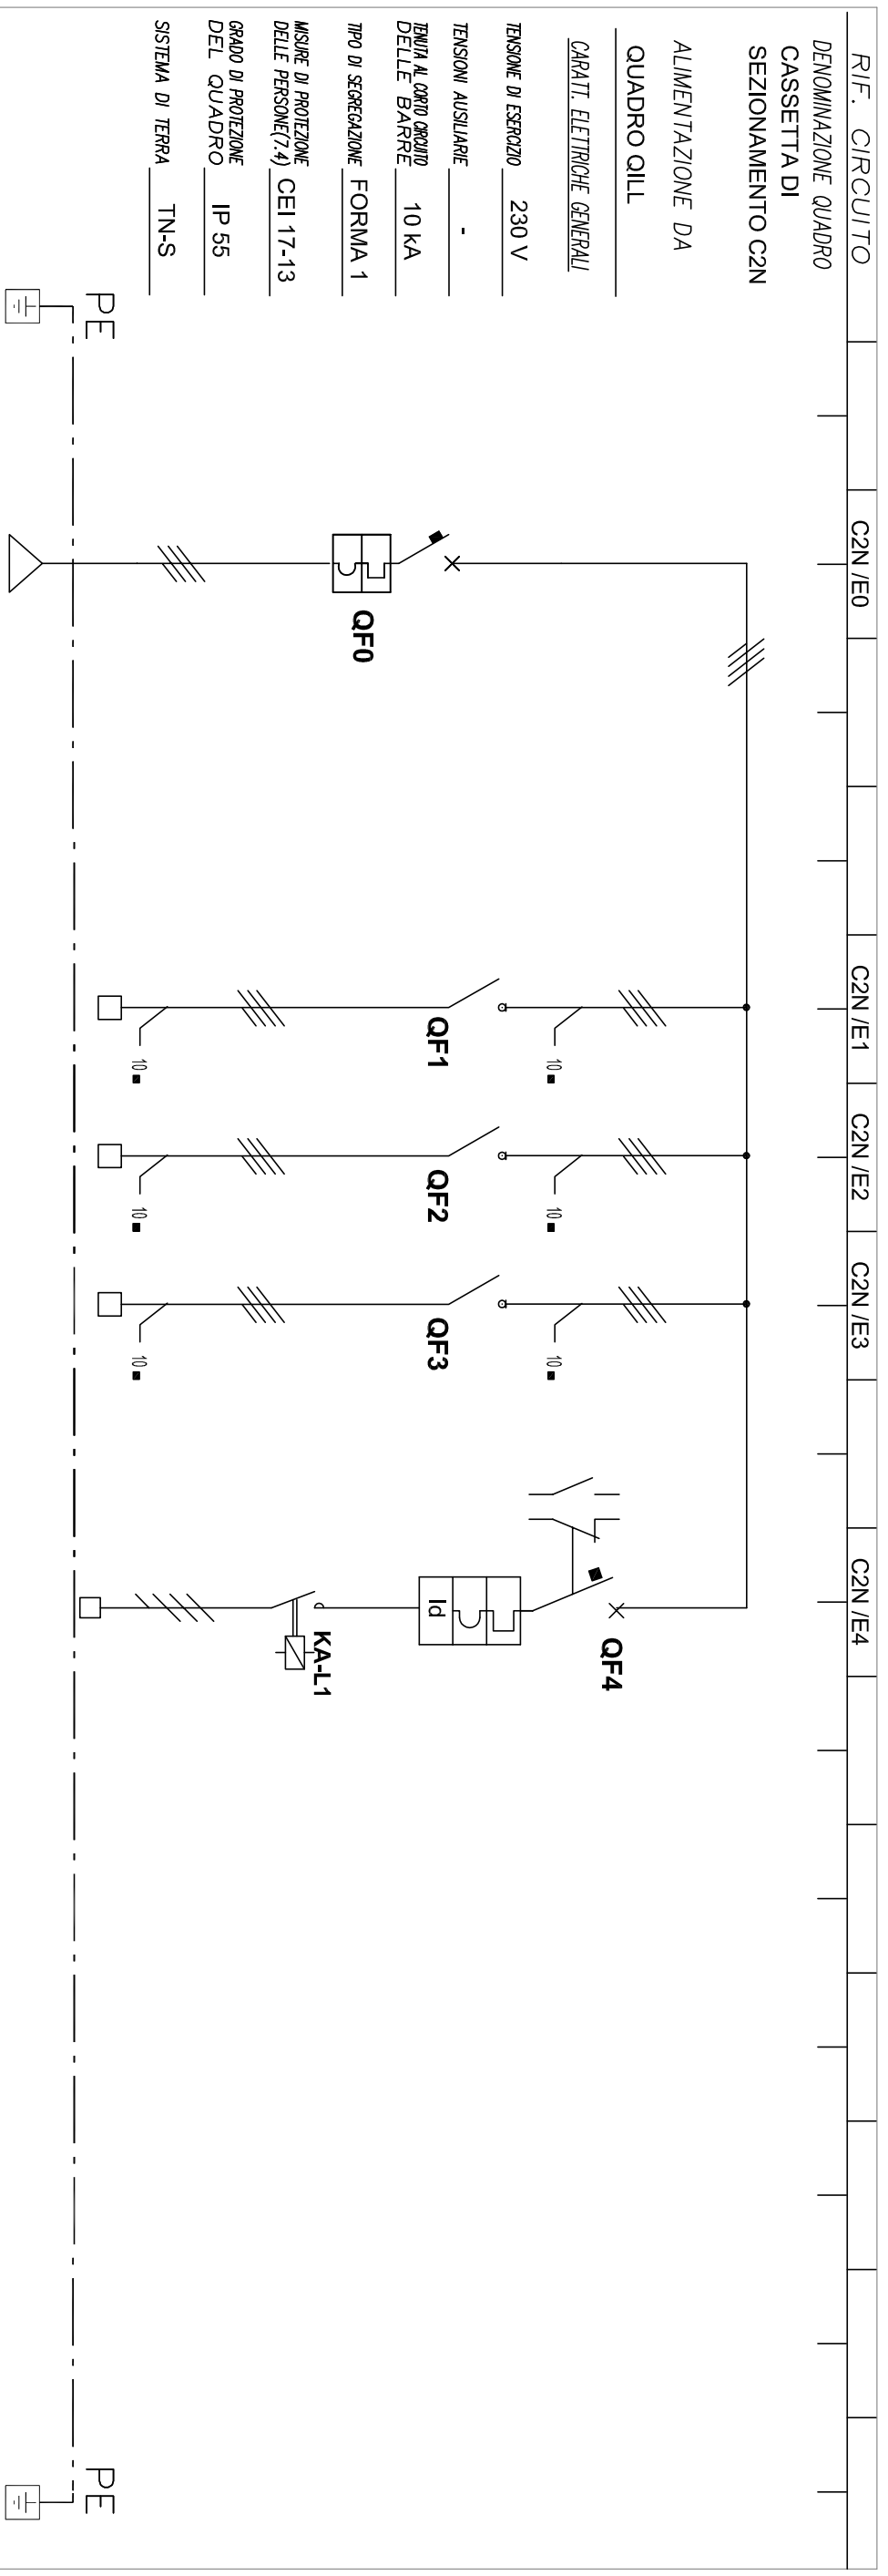 RIF. CIRCUITO
C2N /E0
C2N /E1
C2N /E2
C2N /E3
C2N /E4
DENOMINAZIONE QUADRO
CASSETTA DI
SEZIONAMENTO C2N
ALIMENTAZIONE DA
QUADRO QILL
CARATT. ELETTRICHE GENERALI
TENSIONE DI ESERCIZIO
230 V
TENSIONI AUSILIARIE
-
TENUTA AL CORTO CIRCUITO
DELLE BARRE
10 kA
TIPO DI SEGREGAZIONE
FORMA 1
MISURE DI PROTEZIONE
DELLE PERSONE(7.4)
CEI 17-13
GRADO DI PROTEZIONE
DEL QUADRO
IP 55
SISTEMA DI TERRA
TN-S
QF0
QF1
QF2
QF3
QF4
Id
KA-L1
10
10
10
10
10
10
PE
PE